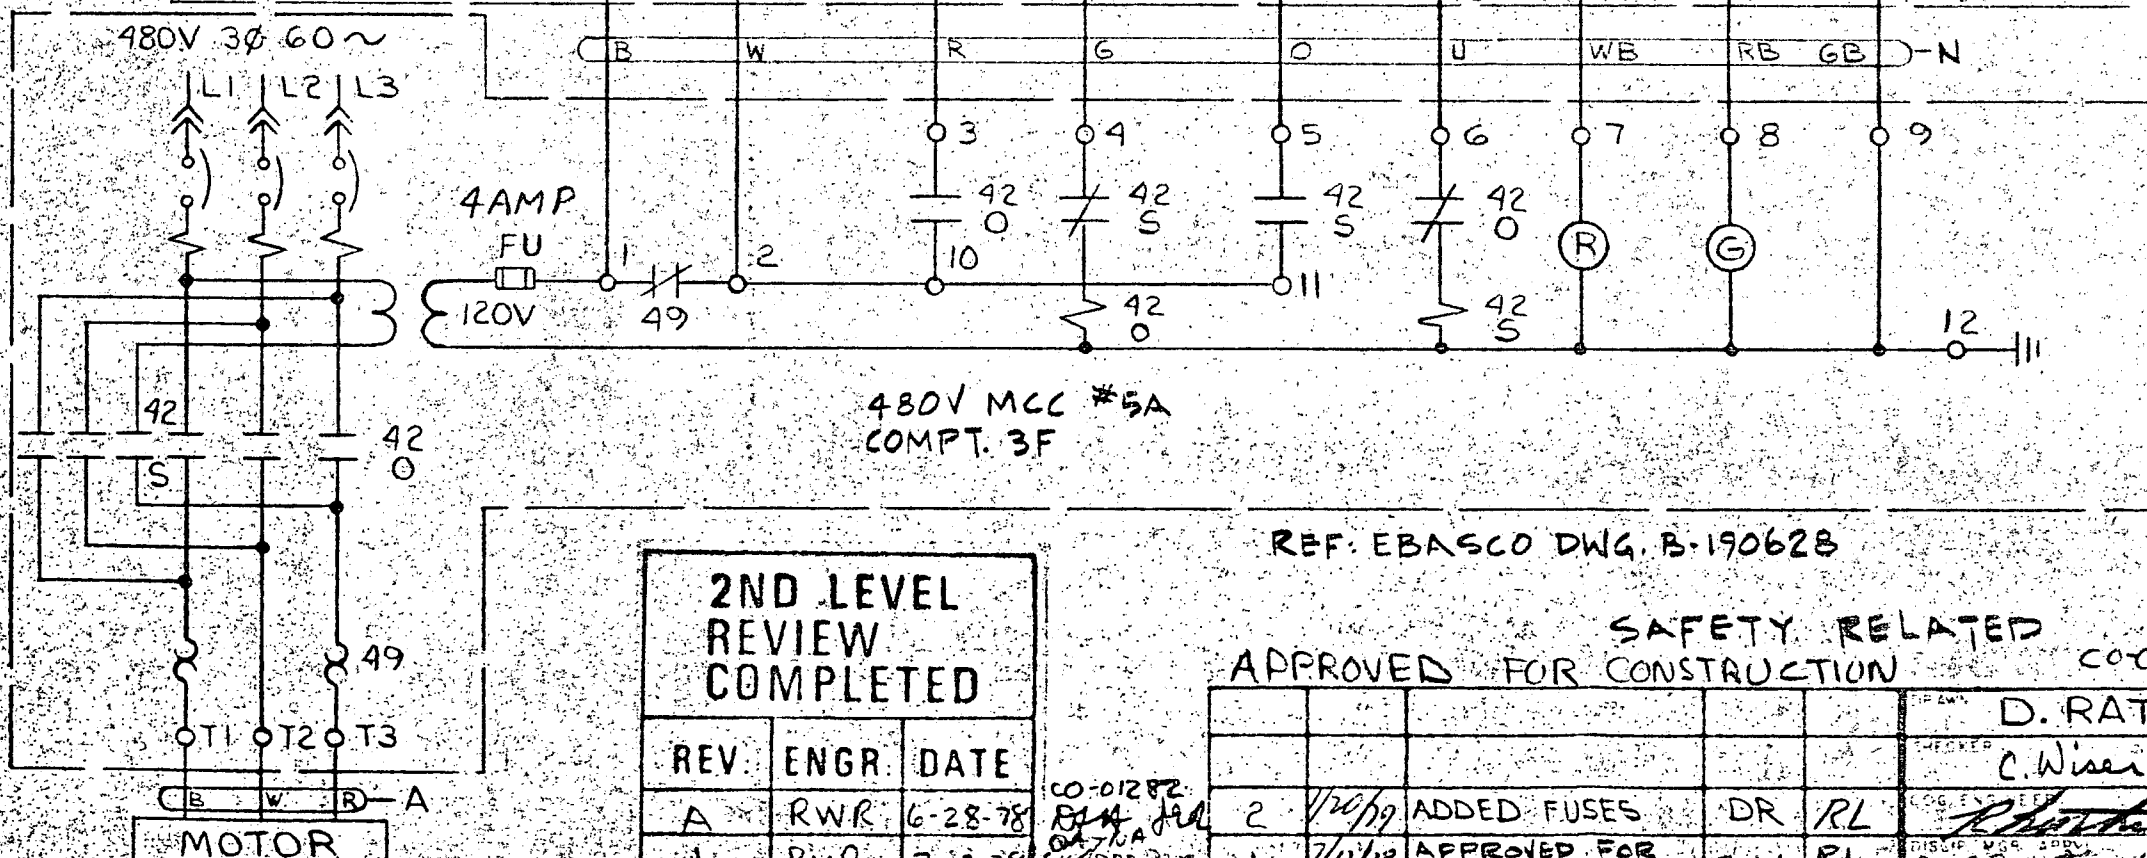 480V 3Ø 60~
B W R G O U WB RB GB N
L1 L2 L3
3 4 5 6 7 8 9
4AMP
FU
42
O
42
S
42
S
42
O
R
G
1 2 10 11
120V
49
42
O
42
S
12
480V MCC #5A
COMPT. 3F
42
S
42
O
REF: EBASCO DWG. B-190628
2ND LEVEL
REVIEW
COMPLETED
SAFETY RELATED
APPROVED FOR CONSTRUCTION
49
T1 T2 T3
B W R A
MOTOR
REV. ENGR. DATE
A RWR 6-28-78
CO-01282
D. RAT
CHECKER
C. Wiser
2 ADDED FUSES DR RL
APPROVED FOR